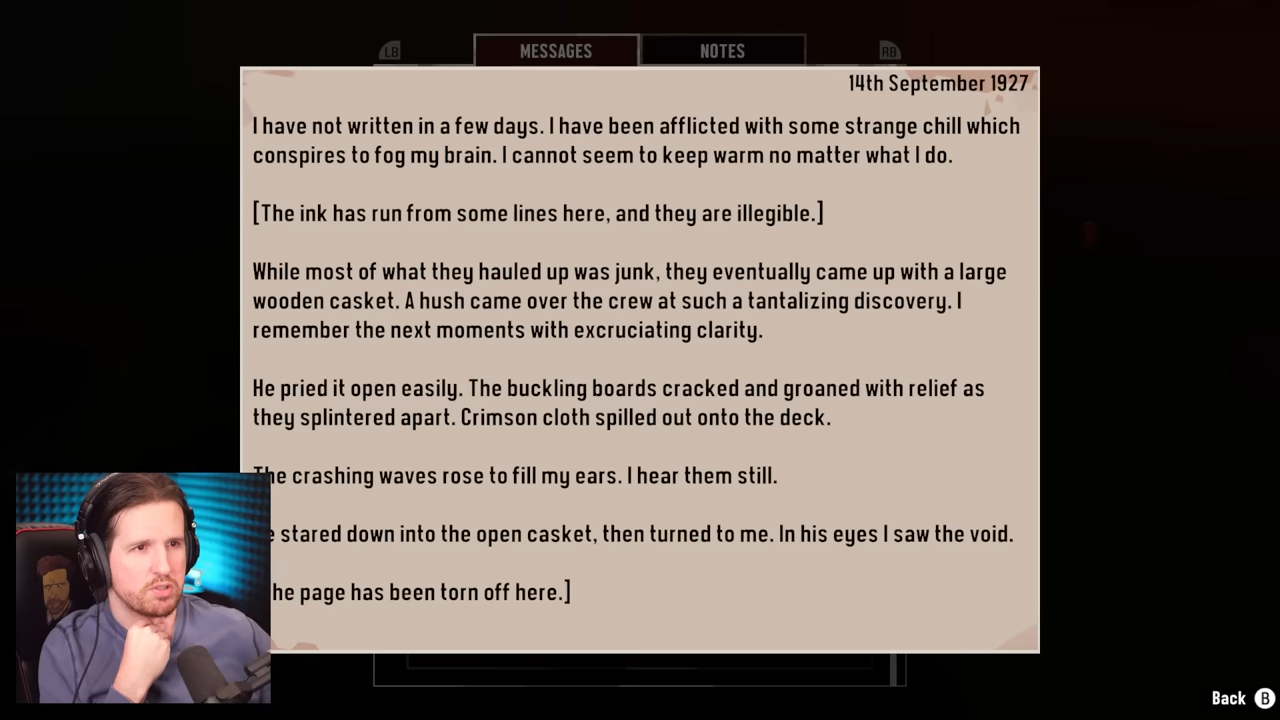 LB
MESSAGES
NOTES
RB
14th September 1927
I have not written in a few days. I have been afflicted with some strange chill which
conspires to fog my brain. I cannot seem to keep warm no matter what I do.
[The ink has run from some lines here, and they are illegible.]
While most of what they hauled up was junk, they eventually came up with a large
wooden casket. A hush came over the crew at such a tantalizing discovery. I
remember the next moments with excruciating clarity.
He pried it open easily. The buckling boards cracked and groaned with relief as
they splintered apart. Crimson cloth spilled out onto the deck.
The crashing waves rose to fill my ears. I hear them still.
stared down into the open casket, then turned to me. In his eyes I saw the void.
he page has been torn off here.]
Back B